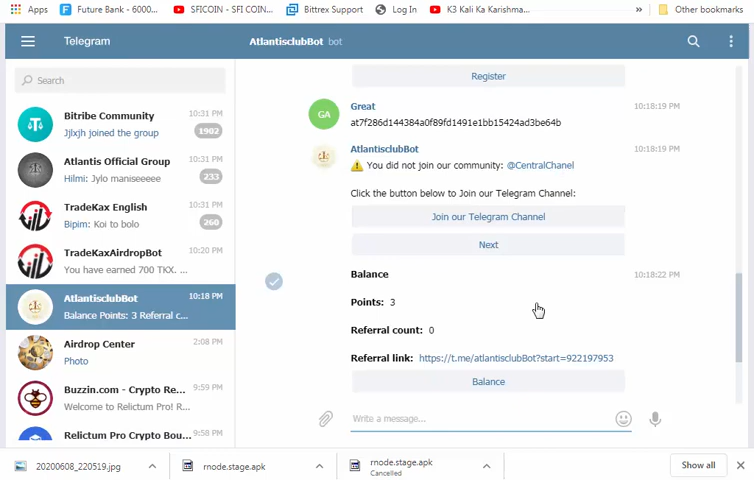 Apps
Future Bank - 6000...
SFICOIN - SFI COIN...
Bittrex Support
Log In
K3 Kali Ka Karishma...
»
Other bookmarks
Telegram
AtlantisclubBot bot
Search
Bitribe Community 10:31 PM
Jjlxjh joined the group 1902
Atlantis Official Group 10:31 PM
Hilmi: Jylo maniseeeee 233
TradeKax English 10:31 PM
Bipim: Koi to bolo 260
TradeKaxAirdropBot 10:20 PM
You have earned 700 TKX. ...
AtlantisclubBot 10:18 PM
Balance Points: 3 Referral c...
Airdrop Center 2:08 PM
Photo
Buzzin.com - Crypto Re... 9:59 PM
Welcome to Relictum Pro! R...
Relictum Pro Crypto Bou... 9:58 PM
Register
GA
Great 10:18:19 PM
at7f286d144384a0f89fd1491e1bb15424ad3be64b
AtlantisclubBot 10:18:19 PM
You did not join our community: @CentralChanel
Click the button below to Join our Telegram Channel:
Join our Telegram Channel
Next
Balance 10:18:22 PM
Points: 3
Referral count: 0
Referral link: https://t.me/atlantisclubBot?start=922197953
Balance
Write a message...
20200608_220519.jpg
rnode.stage.apk
rnode.stage.apk
Cancelled
Show all